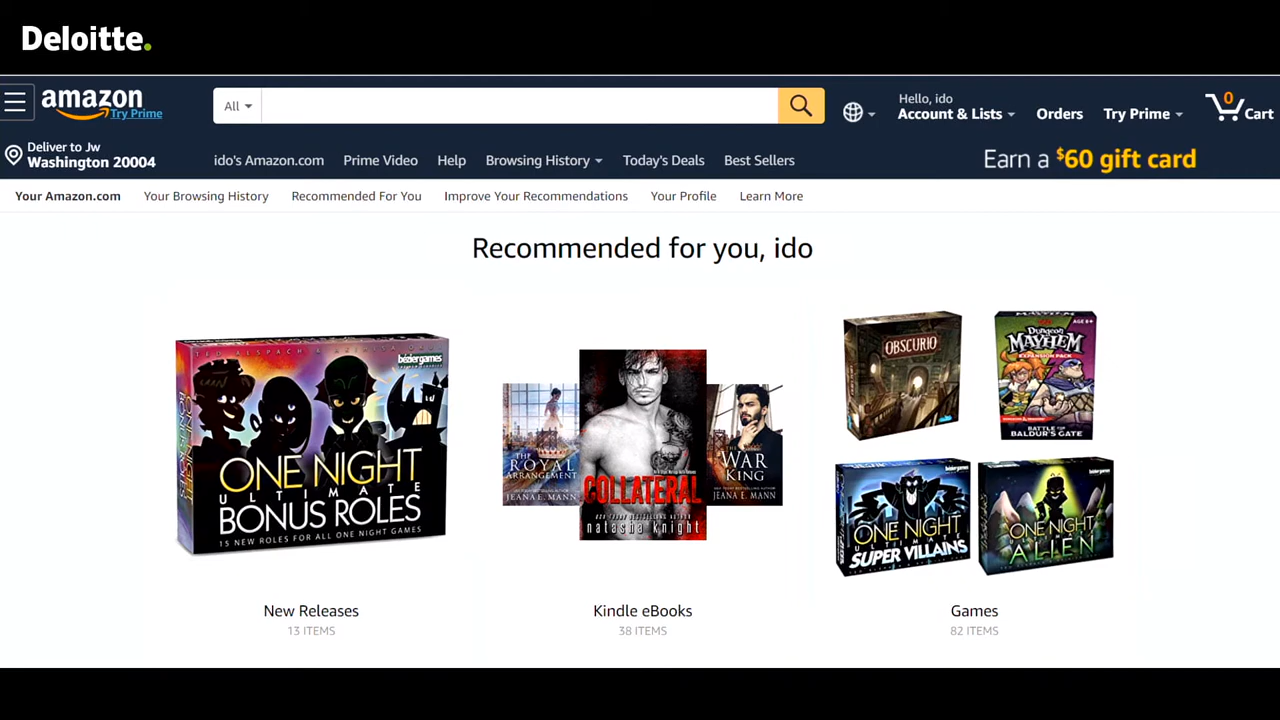 Deloitte.
amazon
Try Prime
All
Hello, ido
Account & Lists
Orders
Try Prime
0
Cart
Deliver to Jw
Washington 20004
ido's Amazon.com
Prime Video
Help
Browsing History
Today's Deals
Best Sellers
Earn a $60 gift card
Your Amazon.com
Your Browsing History
Recommended For You
Improve Your Recommendations
Your Profile
Learn More
Recommended for you, ido
béziergames
ONE NIGHT
ULTIMATE
BONUS ROLES
15 NEW ROLES FOR ALL ONE NIGHT GAMES
THE
ROYAL
ARRANGEMENT
JEANA E. MANN
COLLATERAL
natasha knight
THE
WAR
KING
JEANA E. MANN
OBSCURIO
AGE 8+
Dungeon
MAYHEM
EXPANSION PACK
BATTLE FOR
BALDUR'S GATE
béziergames
ONE NIGHT
ULTIMATE
SUPER VILLAINS
béziergames
ONE NIGHT
ULTIMATE
ALIEN
New Releases
13 ITEMS
Kindle eBooks
38 ITEMS
Games
82 ITEMS